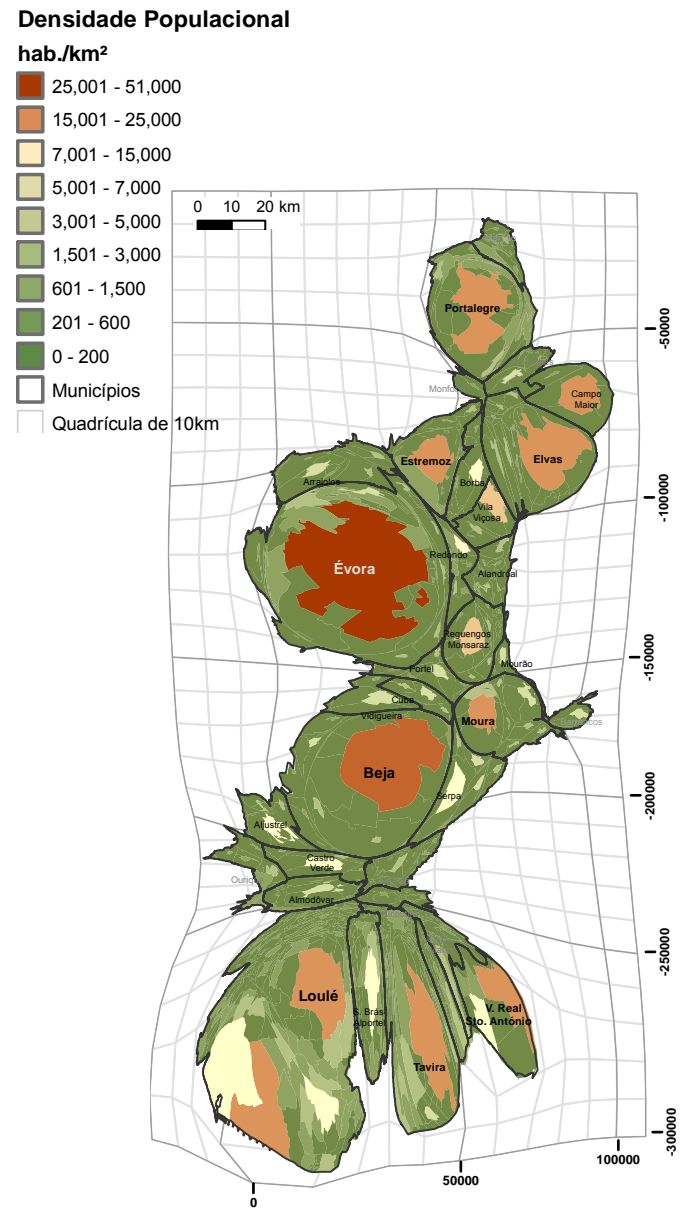 Densidade Populacional
hab./km²
25,001 - 51,000
15,001 - 25,000
7,001 - 15,000
5,001 - 7,000
3,001 - 5,000
1,501 - 3,000
601 - 1,500
201 - 600
0 - 200
Municípios
Quadrícula de 10km
0 10 20 km
Portalegre
-50000
Campo
Maior
Estremoz
Elvas
Borba
Arraiolos
-100000
Vila
Viçosa
Redondo
Évora
Alandroal
Reguengos
Monsaraz
-150000
Mourão
Portel
Cuba
Vidigueira
Moura
Barrancos
Beja
Serpa
-200000
Aljustrel
Castro
Verde
Almodôvar
-250000
Loulé
S. Brás
Alportel
V. Real
Sto. António
Tavira
-300000
100000
50000
0